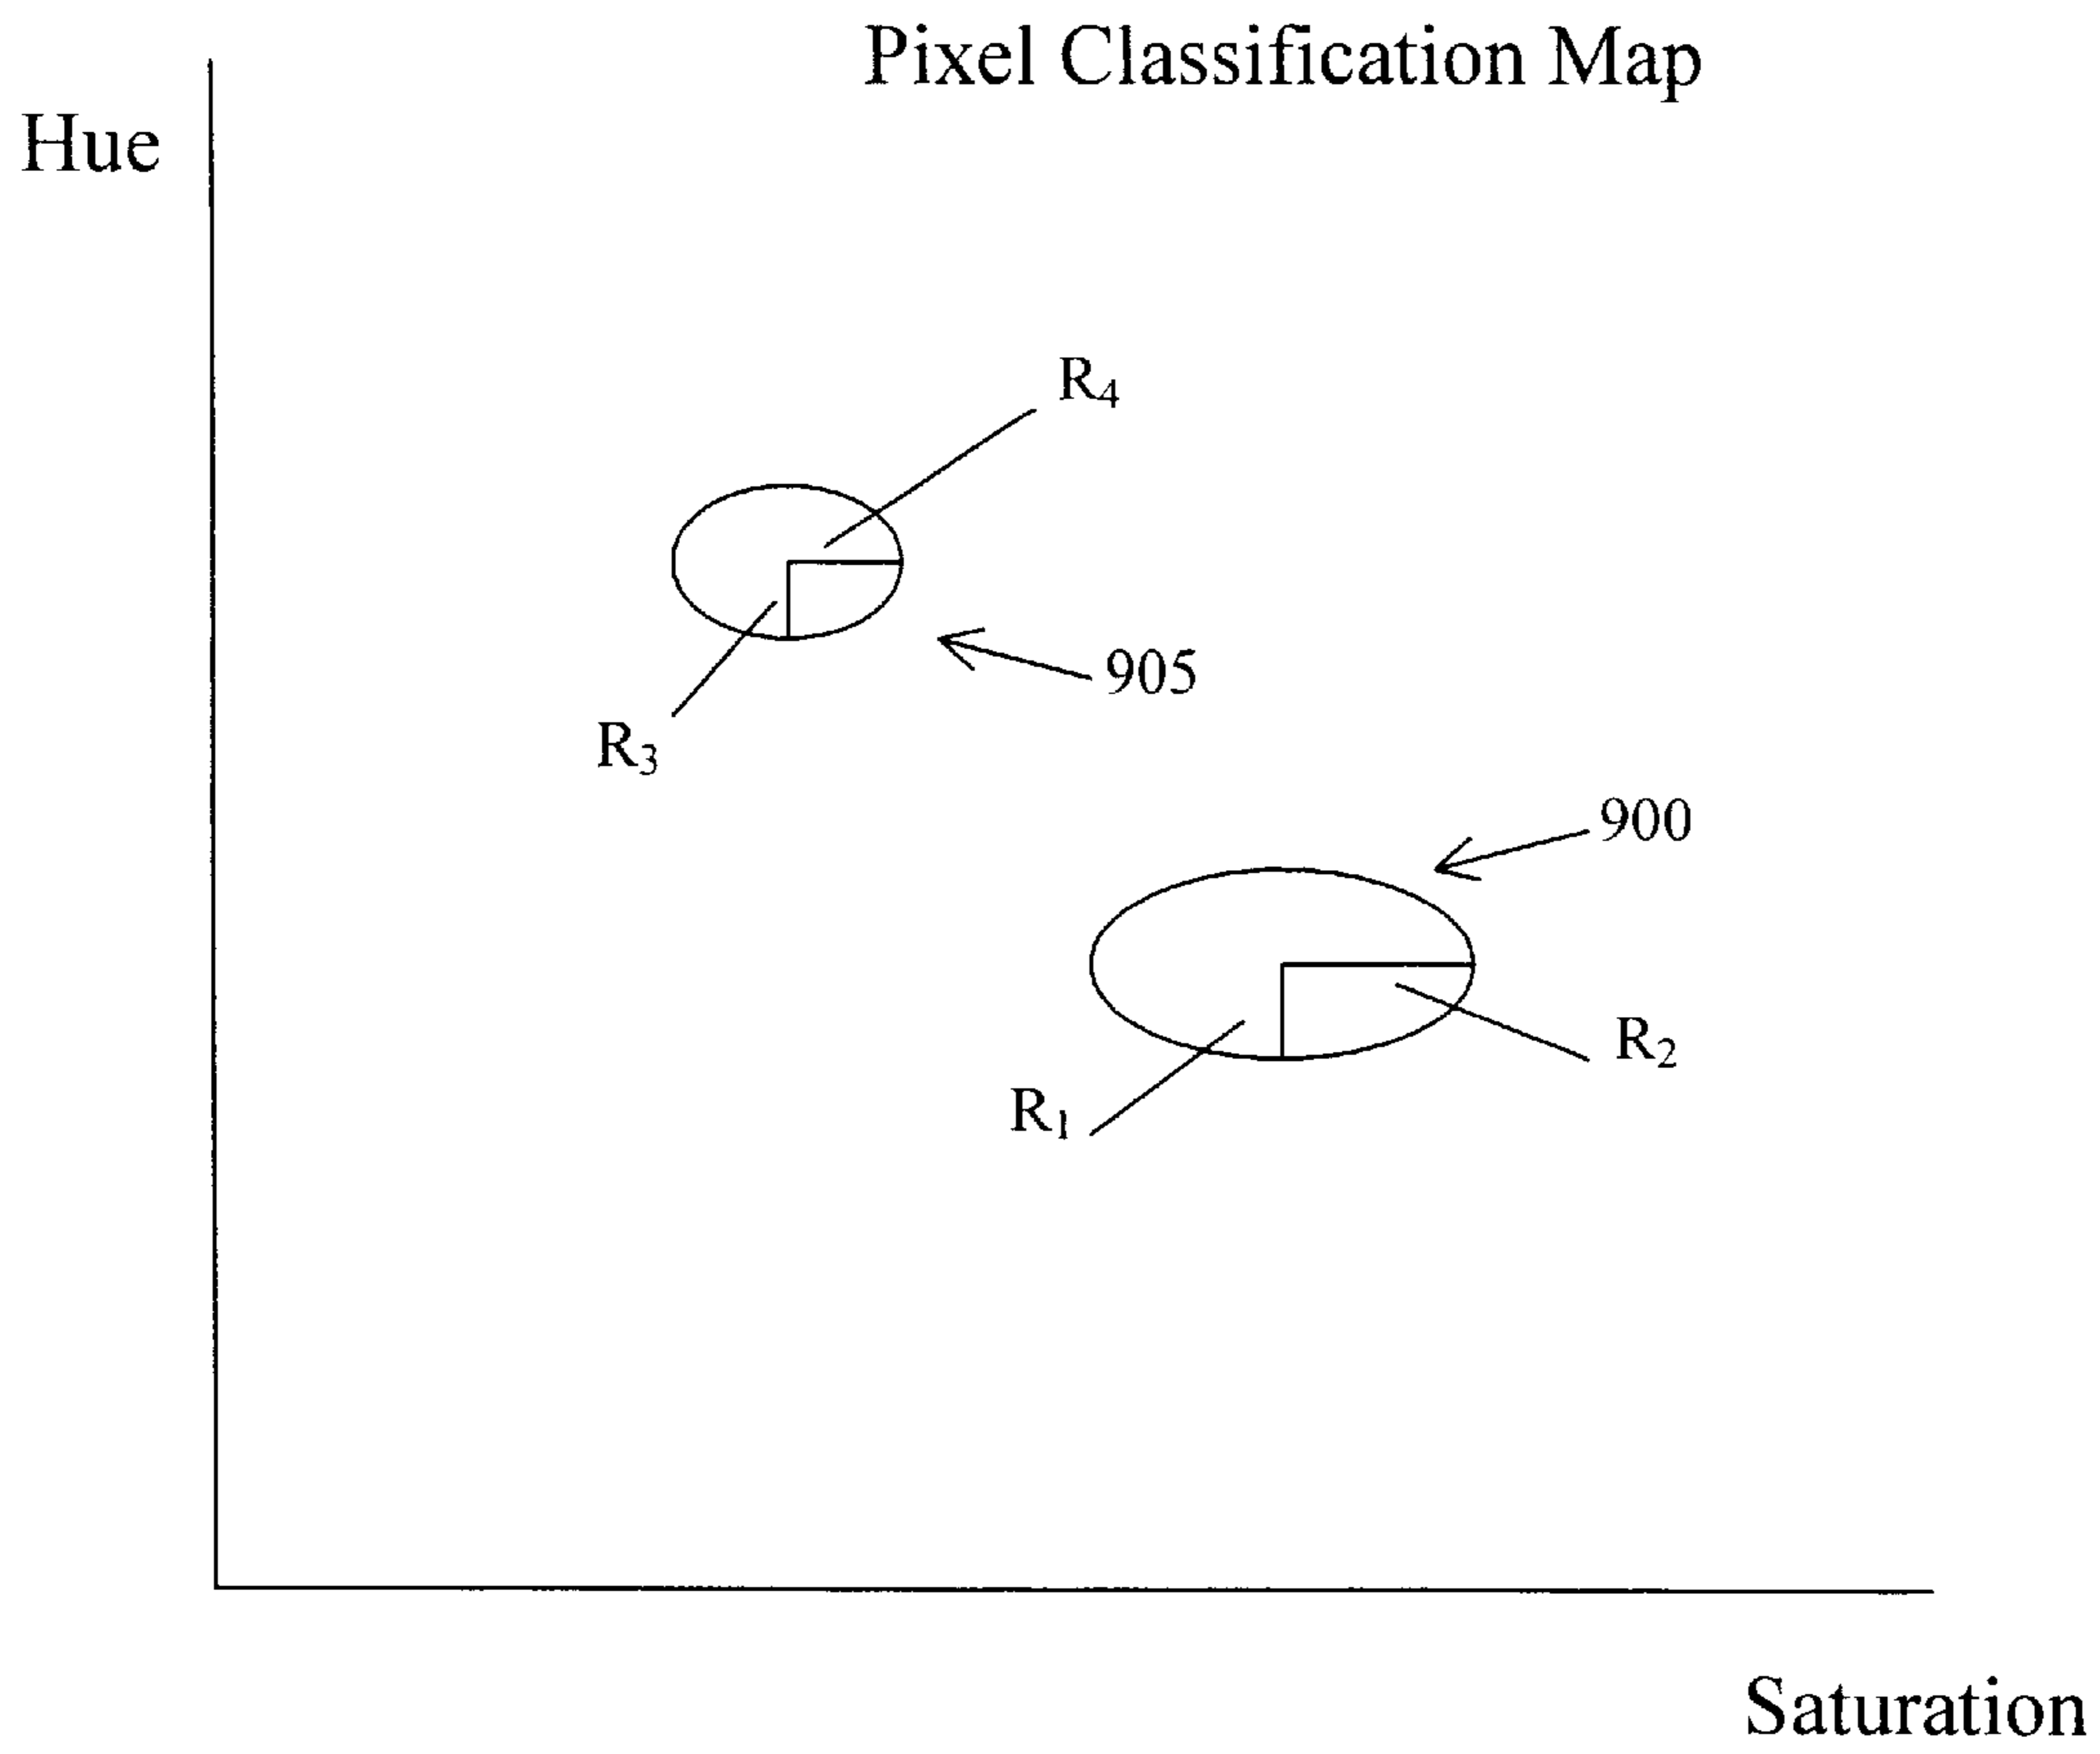 Pixel Classification Map
Hue
R4
905
R3
900
R2
R1
Saturation